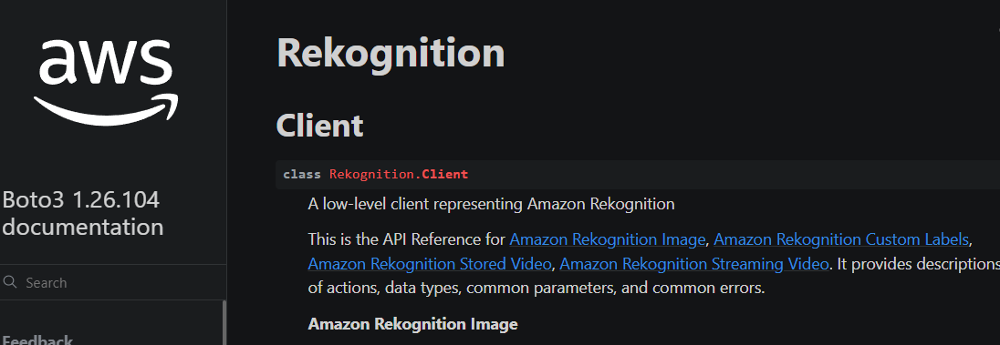 aws
Boto3 1.26.104
documentation
Search
Feedback
Rekognition
Client
class Rekognition.Client
A low-level client representing Amazon Rekognition
This is the API Reference for Amazon Rekognition Image, Amazon Rekognition Custom Labels,
Amazon Rekognition Stored Video, Amazon Rekognition Streaming Video. It provides descriptions
of actions, data types, common parameters, and common errors.
Amazon Rekognition Image